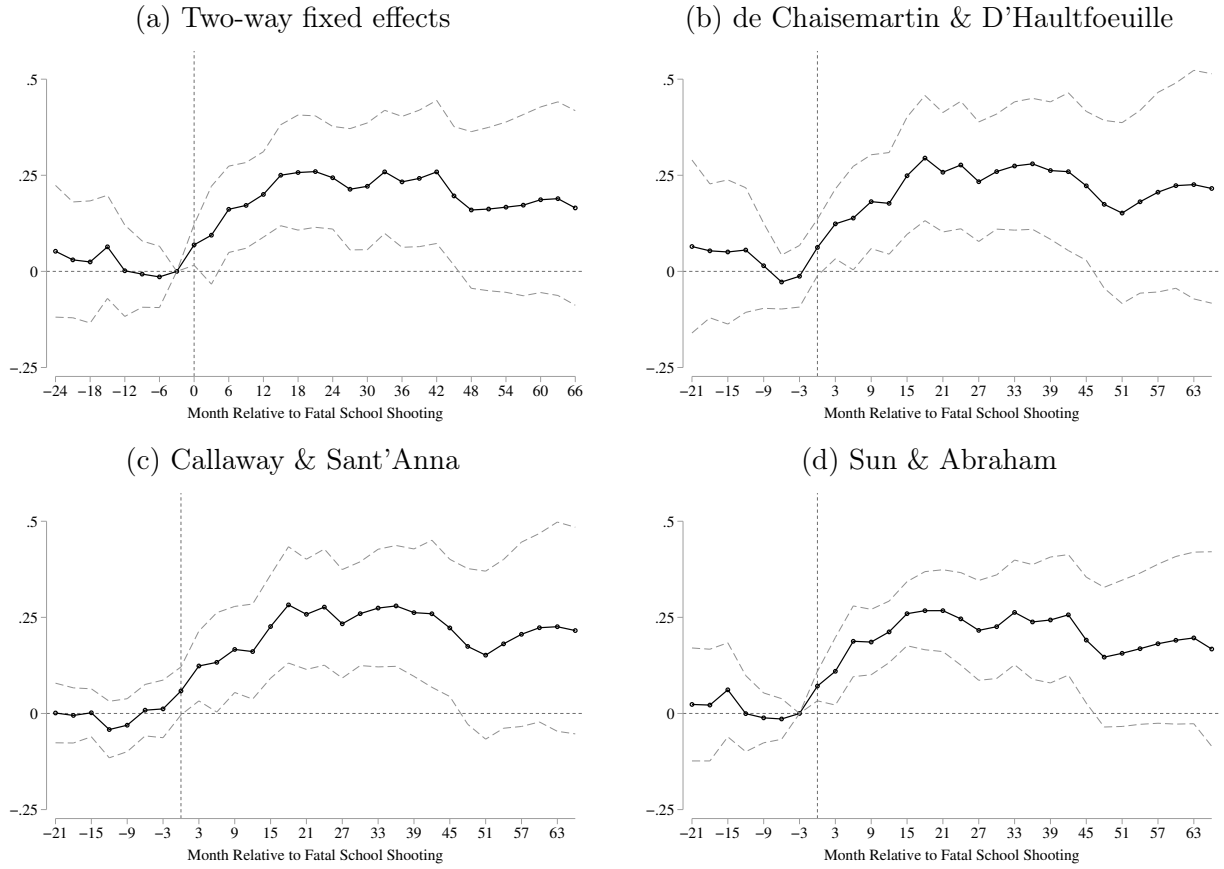 (a) Two-way fixed effects
.5
.25
0
−.25
−24 −18 −12 −6 0 6 12 18 24 30 36 42 48 54 60 66
Month Relative to Fatal School Shooting
(b) de Chaisemartin & D'Haultfoeuille
.5
.25
0
−.25
−21 −15 −9 −3 3 9 15 21 27 33 39 45 51 57 63
Month Relative to Fatal School Shooting
(c) Callaway & Sant'Anna
.5
.25
0
−.25
−21 −15 −9 −3 3 9 15 21 27 33 39 45 51 57 63
Month Relative to Fatal School Shooting
(d) Sun & Abraham
.5
.25
0
−.25
−21 −15 −9 −3 3 9 15 21 27 33 39 45 51 57 63
Month Relative to Fatal School Shooting